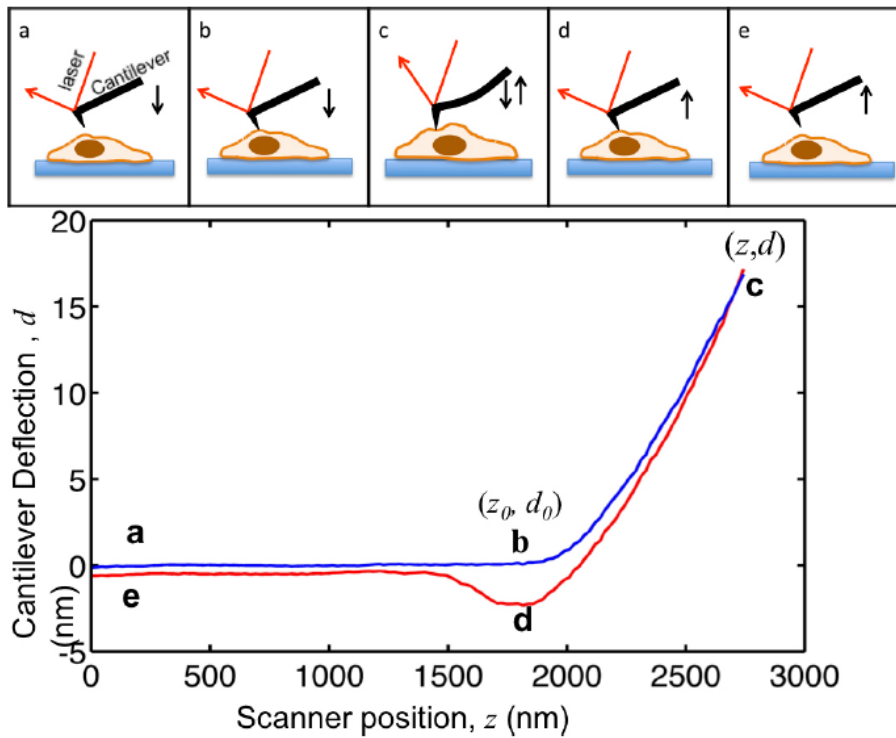 a
b
c
d
e
laser
Cantilever
20
15
10
5
0
-5
Cantilever Deflection , d
(nm)
(z,d)
c
(z0, d0)
a
b
e
d
0
500
1000
1500
2000
2500
3000
Scanner position, z (nm)